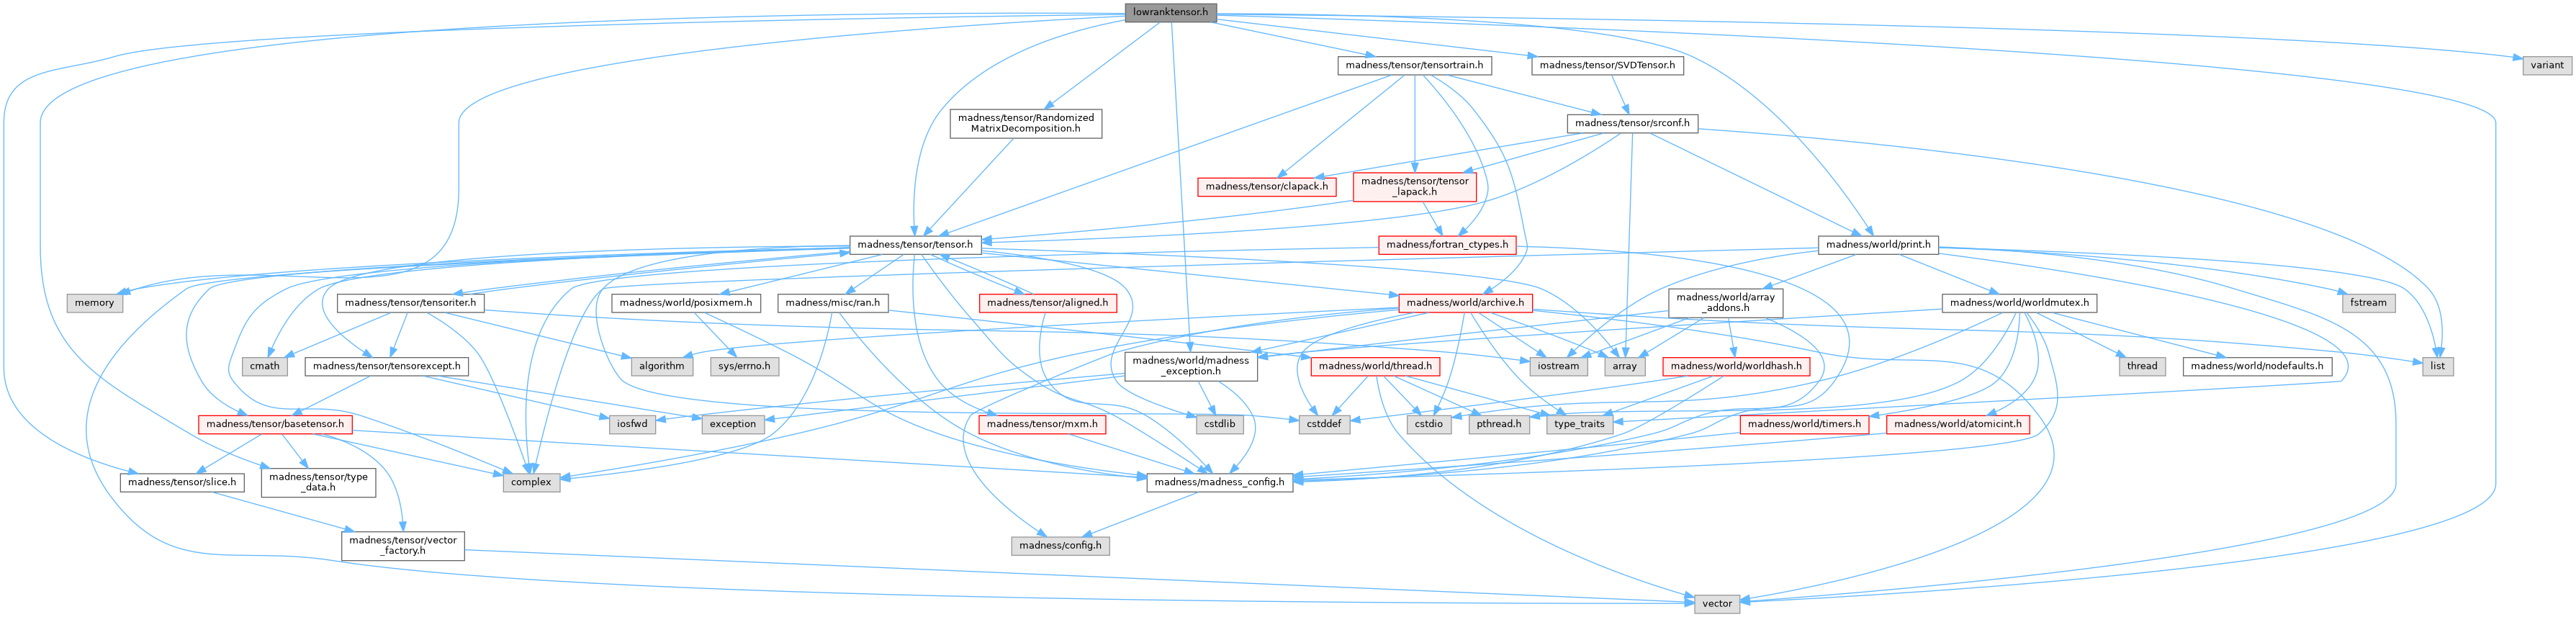 lowranktensor.h
madness/tensor/tensortrain.h
madness/tensor/SVDTensor.h
variant
madness/tensor/Randomized
MatrixDecomposition.h
madness/tensor/srconf.h
madness/tensor/clapack.h
madness/tensor/tensor
_lapack.h
madness/tensor/tensor.h
madness/fortran_ctypes.h
madness/world/print.h
memory
madness/tensor/tensoriter.h
madness/world/posixmem.h
madness/misc/ran.h
madness/tensor/aligned.h
madness/world/archive.h
madness/world/array
_addons.h
madness/world/worldmutex.h
fstream
cmath
madness/tensor/tensorexcept.h
algorithm
sys/errno.h
madness/world/madness
_exception.h
madness/world/thread.h
iostream
array
madness/world/worldhash.h
thread
madness/world/nodefaults.h
list
madness/tensor/basetensor.h
iosfwd
exception
madness/tensor/mxm.h
cstdlib
cstddef
cstdio
pthread.h
type_traits
madness/world/timers.h
madness/world/atomicint.h
madness/tensor/slice.h
madness/tensor/type
_data.h
complex
madness/madness_config.h
madness/tensor/vector
_factory.h
madness/config.h
vector